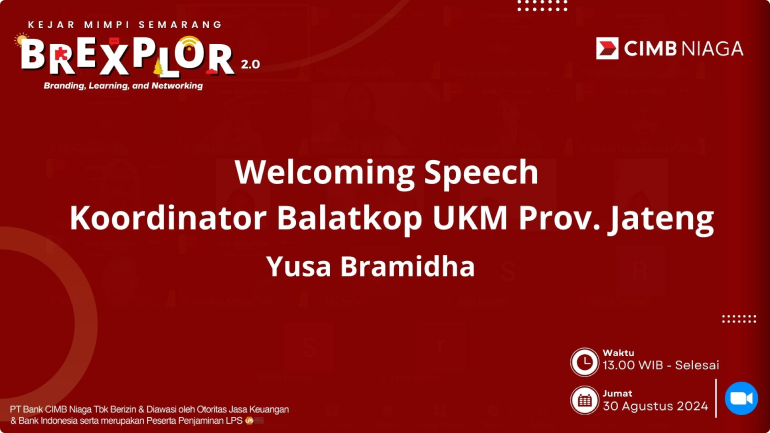 KEJAR MIMPI SEMARANG
BREXPLOR 2.0
Branding, Learning, and Networking
CIMB NIAGA
Welcoming Speech
Koordinator Balatkop UKM Prov. Jateng
Yusa Bramidha
Waktu
13.00 WIB - Selesai
Jumat
30 Agustus 2024
PT Bank CIMB Niaga Tbk Berizin & Diawasi oleh Otoritas Jasa Keuangan
& Bank Indonesia serta merupakan Peserta Penjaminan LPS